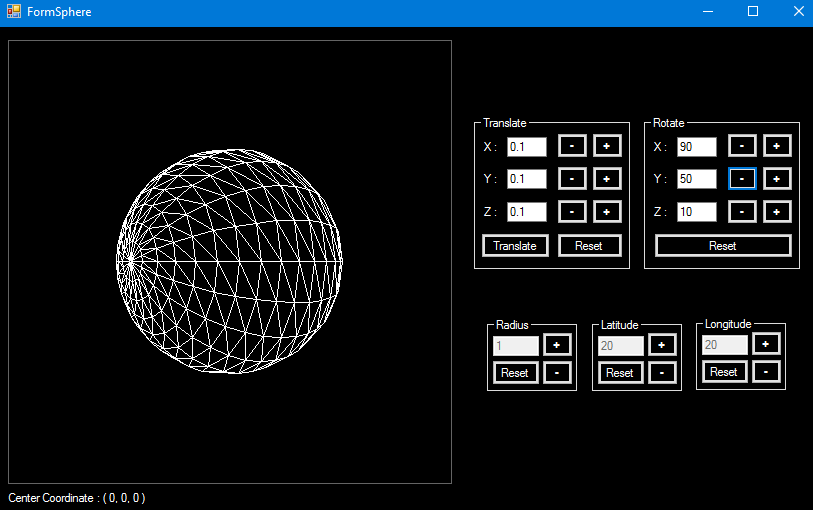 FormSphere
Translate
X : 0.1 - +
Y : 0.1 - +
Z : 0.1 - +
Translate Reset
Rotate
X : 90 - +
Y : 50 - +
Z : 10 - +
Reset
Radius
1 +
Reset -
Latitude
20 +
Reset -
Longitude
20 +
Reset -
Center Coordinate : ( 0, 0, 0 )